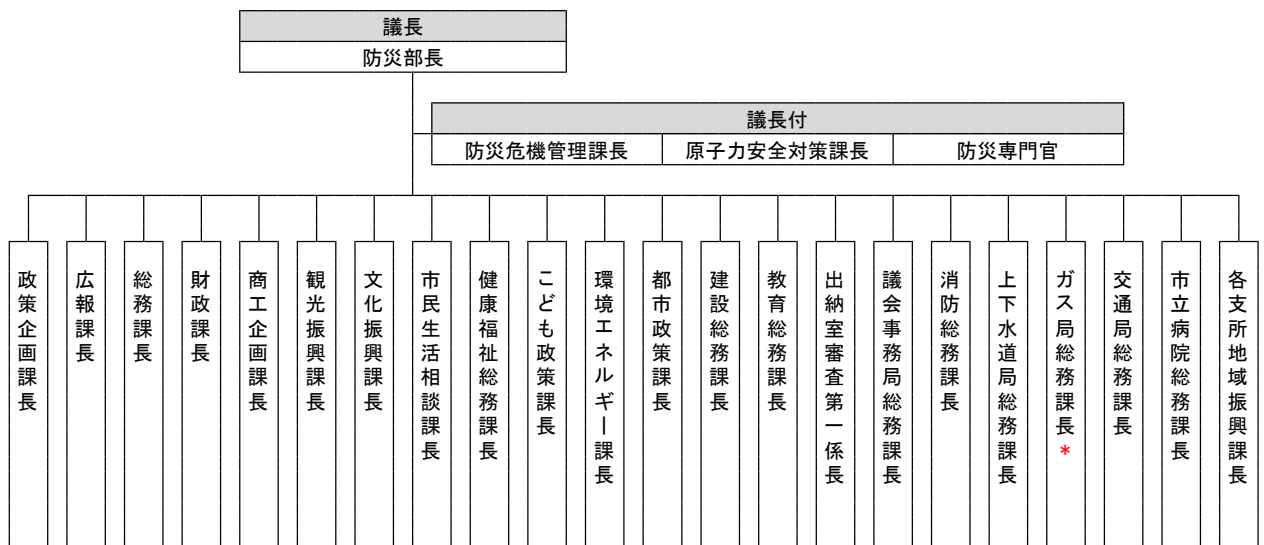 議長
防災部長
議長付
防災危機管理課長
原子力安全対策課長
防災専門官
政策企画課長
広報課長
総務課長
財政課長
商工企画課長
観光振興課長
文化振興課長
市民生活相談課長
健康福祉総務課長
こども政策課長
環境エネルギー課長
都市政策課長
建設総務課長
教育総務課長
出納室審査第一係長
議会事務局総務課長
消防総務課長
上下水道局総務課長
ガス局総務課長*
交通局総務課長
市立病院総務課長
各支所地域振興課長